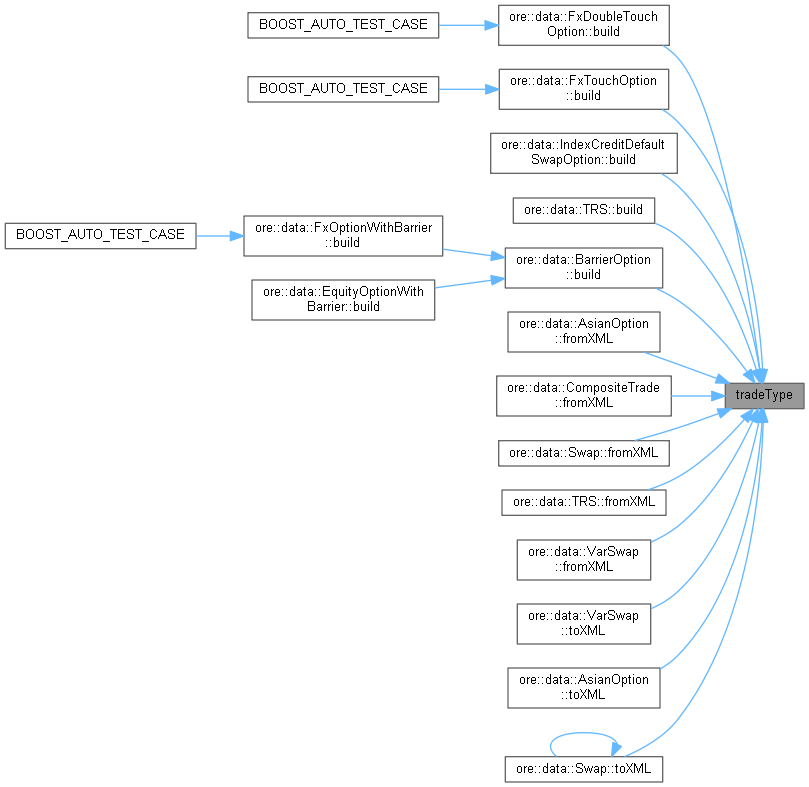 BOOST_AUTO_TEST_CASE
ore::data::FxDoubleTouch
Option::build
BOOST_AUTO_TEST_CASE
ore::data::FxTouchOption
::build
ore::data::IndexCreditDefault
SwapOption::build
ore::data::TRS::build
BOOST_AUTO_TEST_CASE
ore::data::FxOptionWithBarrier
::build
ore::data::BarrierOption
::build
ore::data::EquityOptionWith
Barrier::build
ore::data::AsianOption
::fromXML
ore::data::CompositeTrade
::fromXML
tradeType
ore::data::Swap::fromXML
ore::data::TRS::fromXML
ore::data::VarSwap
::fromXML
ore::data::VarSwap
::toXML
ore::data::AsianOption
::toXML
ore::data::Swap::toXML